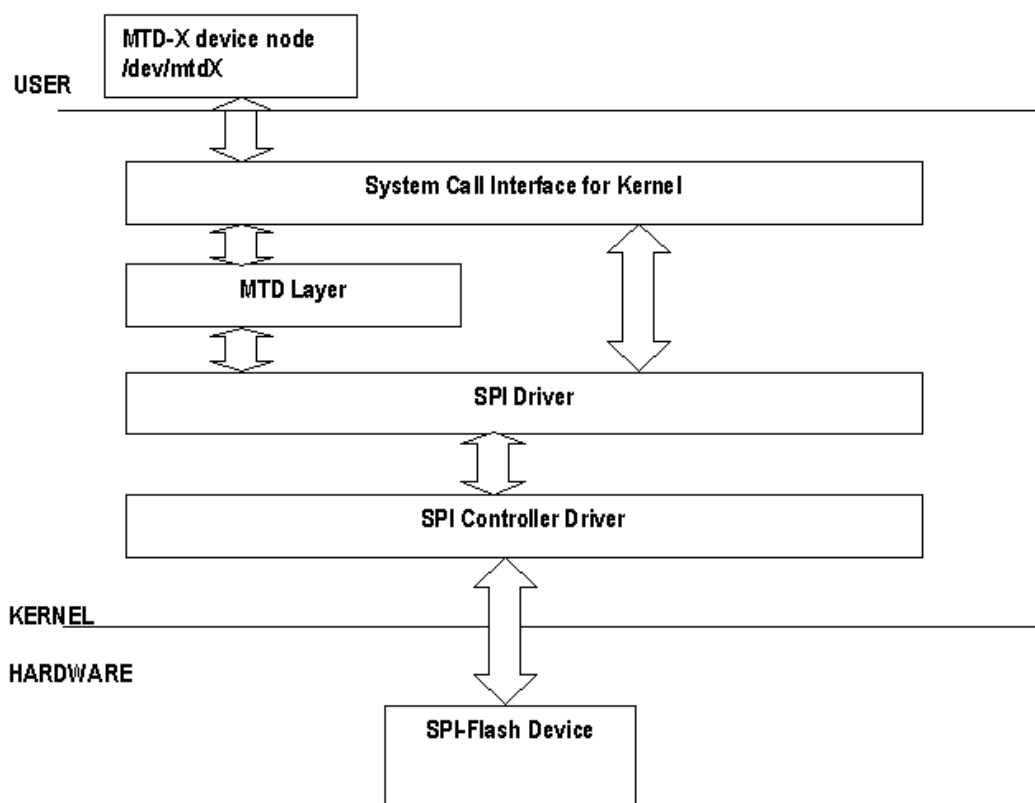 MTD-X device node
/dev/mtdX
USER
System Call Interface for Kernel
MTD Layer
SPI Driver
SPI Controller Driver
KERNEL
HARDWARE
SPI-Flash Device